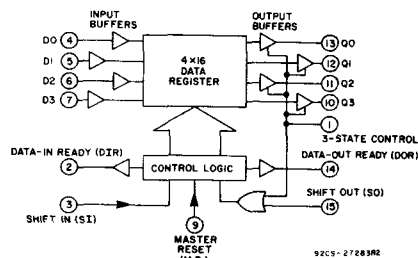 INPUT BUFFERS
OUTPUT BUFFERS
D0 4
D1 5
D2 6
D3 7
4×16 DATA REGISTER
13 Q0
12 Q1
11 Q2
10 Q3
1
3-STATE CONTROL
DATA-IN READY (DIR)
2
CONTROL LOGIC
DATA-OUT READY (DOR)
14
3
SHIFT IN (SI)
9
MASTER RESET
SHIFT OUT (SO)
15
92CS-27283R2